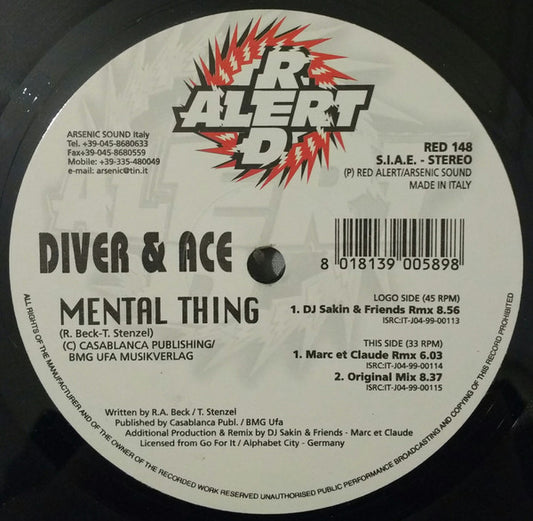 RED
ALERT
ARSENIC SOUND Italy
Tel. +39-045-8680633
Fax+39-045-8680559
Mobile: +39-335-480049
e-mail: arsenic@tin.it
RED 148
S.I.A.E. - STEREO
(P) RED ALERT/ARSENIC SOUND
MADE IN ITALY
DIVER & ACE
8 018139 005898
MENTAL THING
(R. Beck-T. Stenzel)
(C) CASABLANCA PUBLISHING/
BMG UFA MUSIKVERLAG
LOGO SIDE (45 RPM)
1. DJ Sakin & Friends Rmx 8.56
ISRC:IT-J04-99-00113
THIS SIDE (33 RPM)
1. Marc et Claude Rmx 6.03
ISRC:IT-J04-99-00114
2. Original Mix 8.37
ISRC:IT-J04-99-00115
Written by R.A. Beck / T. Stenzel
Published by Casablanca Publ. / BMG Ufa
Additional Production & Remix by DJ Sakin & Friends - Marc et Claude
Licensed from Go For It / Alphabet City - Germany
ALL RIGHTS OF THE MANUFACTURER AND OF THE OWNER OF THE RECORDED WORK RESERVED UNAUTHORISED PUBLIC PERFORMANCE BROADCASTING AND COPYING OF THIS RECORD PROHIBITED